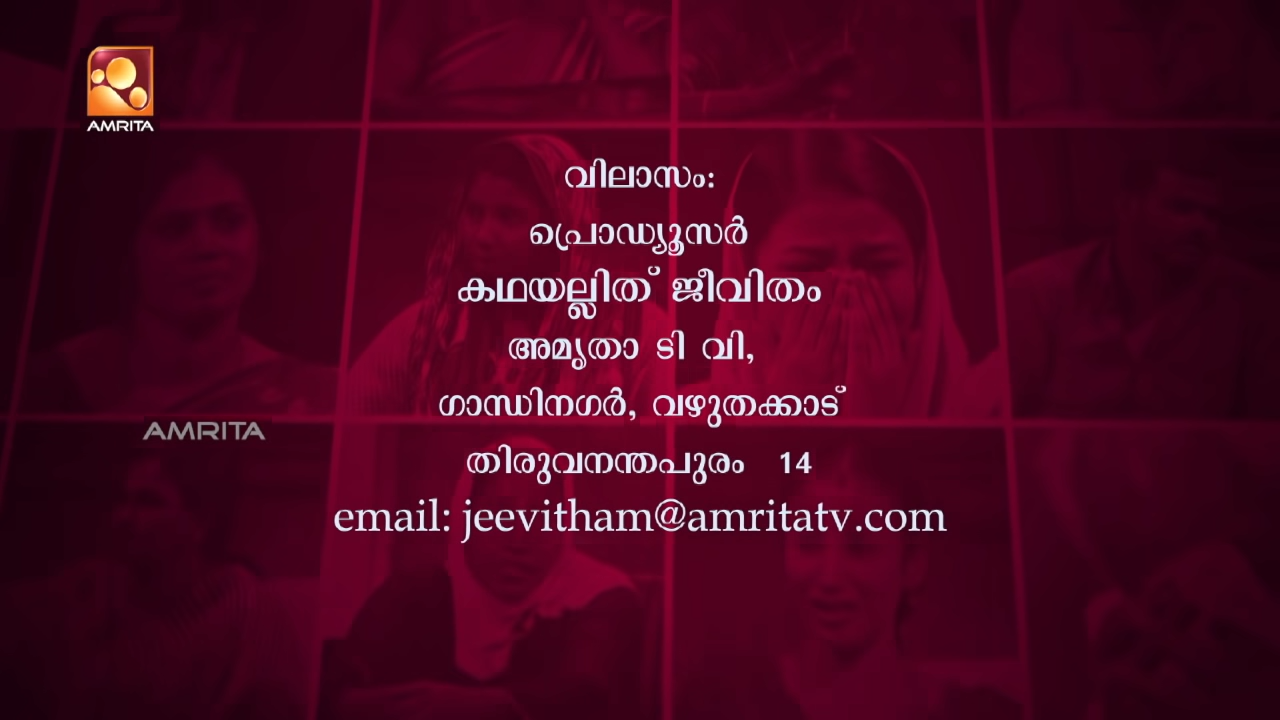 AMRITA
വിലാസം:
പ്രൊഡ്യൂസർ
കഥയല്ലിത് ജീവിതം
അമൃതാ ടി വി,
ഗാന്ധിനഗർ, വഴുതക്കാട്
AMRITA
തിരുവനന്തപുരം 14
email: jeevitham@amritatv.com